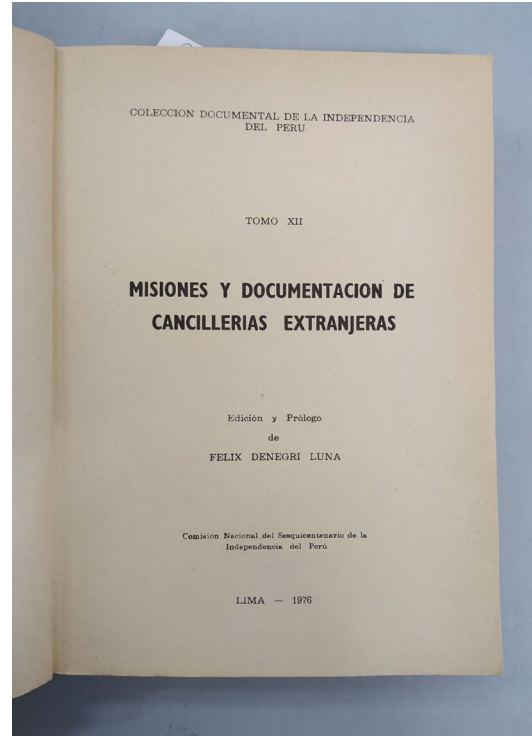 COLECCION DOCUMENTAL DE LA INDEPENDENCIA
DEL PERU
TOMO XII
MISIONES Y DOCUMENTACION DE
CANCILLERIAS EXTRANJERAS
Edición y Prólogo
de
FELIX DENEGRI LUNA
Comisión Nacional del Sesquicentenario de la
Independencia del Perú
LIMA — 1976